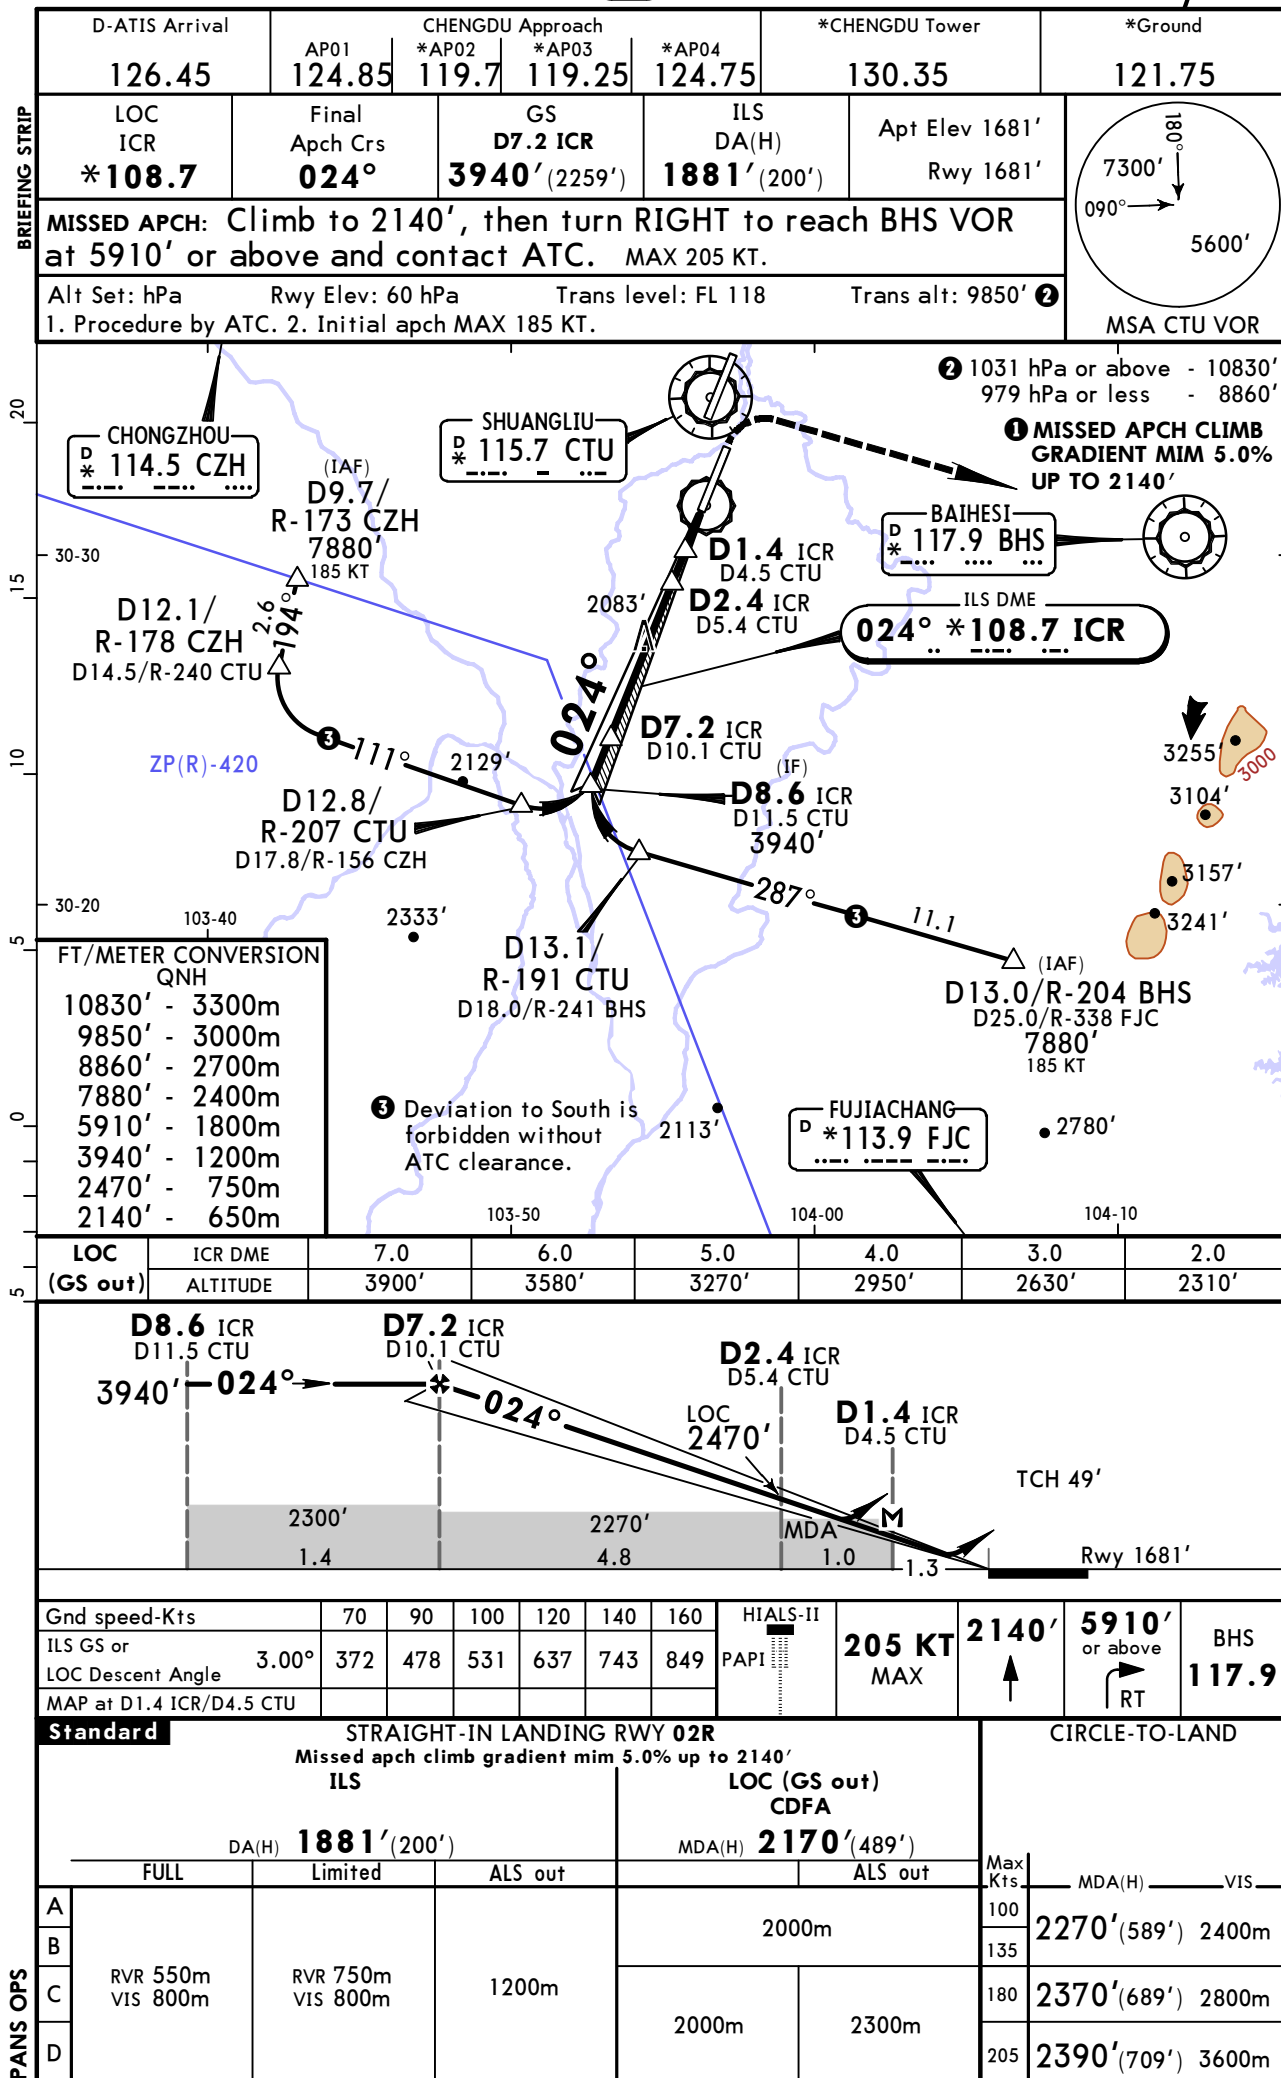 D-ATIS Arrival
126.45
CHENGDU Approach
AP01 *AP02 *AP03 *AP04
124.85 119.7 119.25 124.75
*CHENGDU Tower
130.35
*Ground
121.75
BRIEFING STRIP
LOC
ICR
*108.7
Final
Apch Crs
024°
GS
D7.2 ICR
3940'(2259')
ILS
DA(H)
1881'(200')
Apt Elev 1681'
Rwy 1681'
180°
7300'
090°
5600'
MSA CTU VOR
MISSED APCH: Climb to 2140', then turn RIGHT to reach BHS VOR
at 5910' or above and contact ATC. MAX 205 KT.
Alt Set: hPa Rwy Elev: 60 hPa Trans level: FL 118 Trans alt: 9850' 2
1. Procedure by ATC. 2. Initial apch MAX 185 KT.
2 1031 hPa or above - 10830'
979 hPa or less - 8860'
1 MISSED APCH CLIMB
GRADIENT MIM 5.0%
UP TO 2140'
CHONGZHOU
D
* 114.5 CZH
SHUANGLIU
D
* 115.7 CTU
BAIHESI
D
* 117.9 BHS
(IAF)
D9.7/
R-173 CZH
7880'
185 KT
D1.4 ICR
D4.5 CTU
D2.4 ICR
D5.4 CTU
2083'
ILS DME
024° *108.7 ICR
20
30-30
15
2.6
194°
D12.1/
R-178 CZH
D14.5/R-240 CTU
024°
3
111°
2129'
ZP(R)-420
D7.2 ICR
D10.1 CTU
(IF)
D8.6 ICR
D11.5 CTU
3940'
D12.8/
R-207 CTU
D17.8/R-156 CZH
3255'
3000
3104'
3157'
3241'
10
30-20
5
103-40
2333'
287°
3
11.1
D13.1/
R-191 CTU
D18.0/R-241 BHS
(IAF)
D13.0/R-204 BHS
D25.0/R-338 FJC
7880'
185 KT
FT/METER CONVERSION
QNH
10830' - 3300m
9850' - 3000m
8860' - 2700m
7880' - 2400m
5910' - 1800m
3940' - 1200m
2470' - 750m
2140' - 650m
0
5
3 Deviation to South is
forbidden without
ATC clearance.
2113'
FUJIACHANG
D
*113.9 FJC
2780'
103-50
104-00
104-10
LOC
(GS out)
ICR DME 7.0 6.0 5.0 4.0 3.0 2.0
ALTITUDE 3900' 3580' 3270' 2950' 2630' 2310'
D8.6 ICR
D11.5 CTU
D7.2 ICR
D10.1 CTU
D2.4 ICR
D5.4 CTU
D1.4 ICR
D4.5 CTU
3940' 024°
024°
LOC
2470'
TCH 49'
M
2300'
2270'
MDA
1.4
4.8
1.0
1.3
Rwy 1681'
Gnd speed-Kts 70 90 100 120 140 160
ILS GS or
LOC Descent Angle 3.00° 372 478 531 637 743 849
MAP at D1.4 ICR/D4.5 CTU
HIALS-II
PAPI
205 KT
MAX
2140'
5910'
or above
RT
BHS
117.9
Standard
STRAIGHT-IN LANDING RWY 02R
Missed apch climb gradient mim 5.0% up to 2140'
CIRCLE-TO-LAND
ILS
DA(H) 1881'(200')
LOC (GS out)
CDFA
MDA(H) 2170'(489')
FULL Limited ALS out
ALS out
Max
Kts MDA(H) VIS
PANS OPS
A
B
C
D
RVR 550m
VIS 800m
RVR 750m
VIS 800m
1200m
2000m
2000m
2300m
100
135
2270'(589') 2400m
180 2370'(689') 2800m
205 2390'(709') 3600m